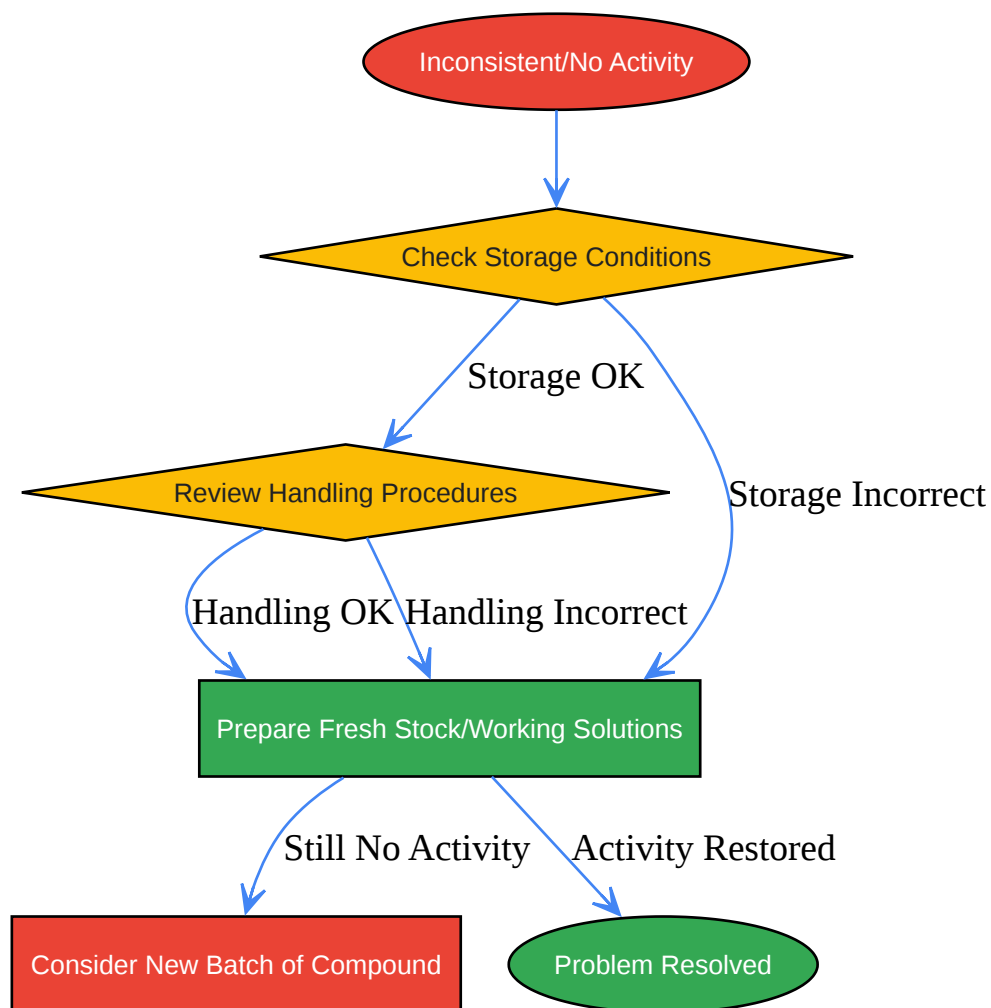 Inconsistent/No Activity
Check Storage Conditions
Storage OK
Review Handling Procedures
Storage Incorrect
Handling OK
Handling Incorrect
Prepare Fresh Stock/Working Solutions
Still No Activity
Activity Restored
Consider New Batch of Compound
Problem Resolved